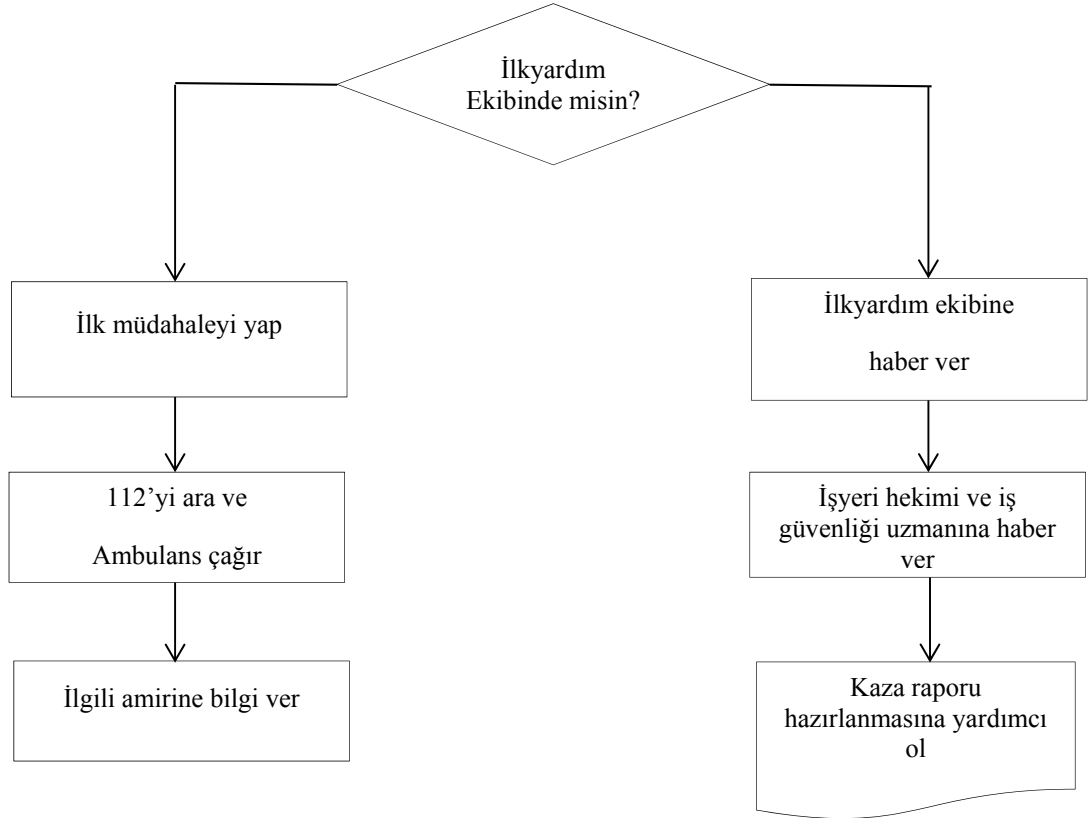 İlkyardım
Ekibinde misin?
İlk müdahaleyi yap
112’yi ara ve
Ambulans çağır
İlgili amirine bilgi ver
İlkyardım ekibine
haber ver
İşyeri hekimi ve iş
güvenliği uzmanına haber
ver
Kaza raporu
hazırlanmasına yardımcı
ol